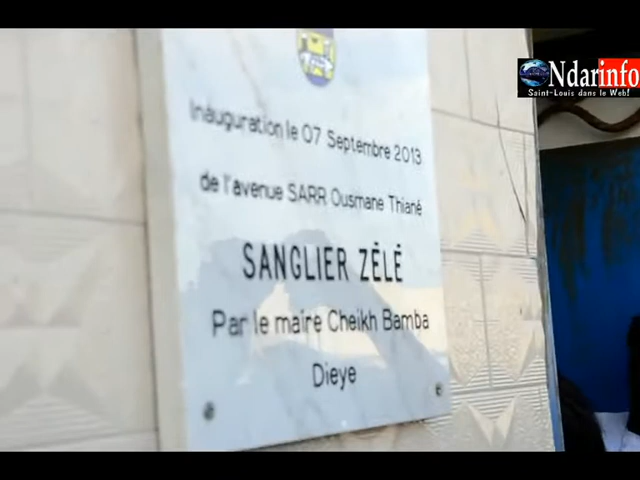 Ndarinfo
Saint-Louis dans le Web!
Inauguration le 07 Septembre 2013
de l'avenue SARR Ousmane Thiané
SANGLIER ZÉLÉ
Par le maire Cheikh Bamba
Dieye